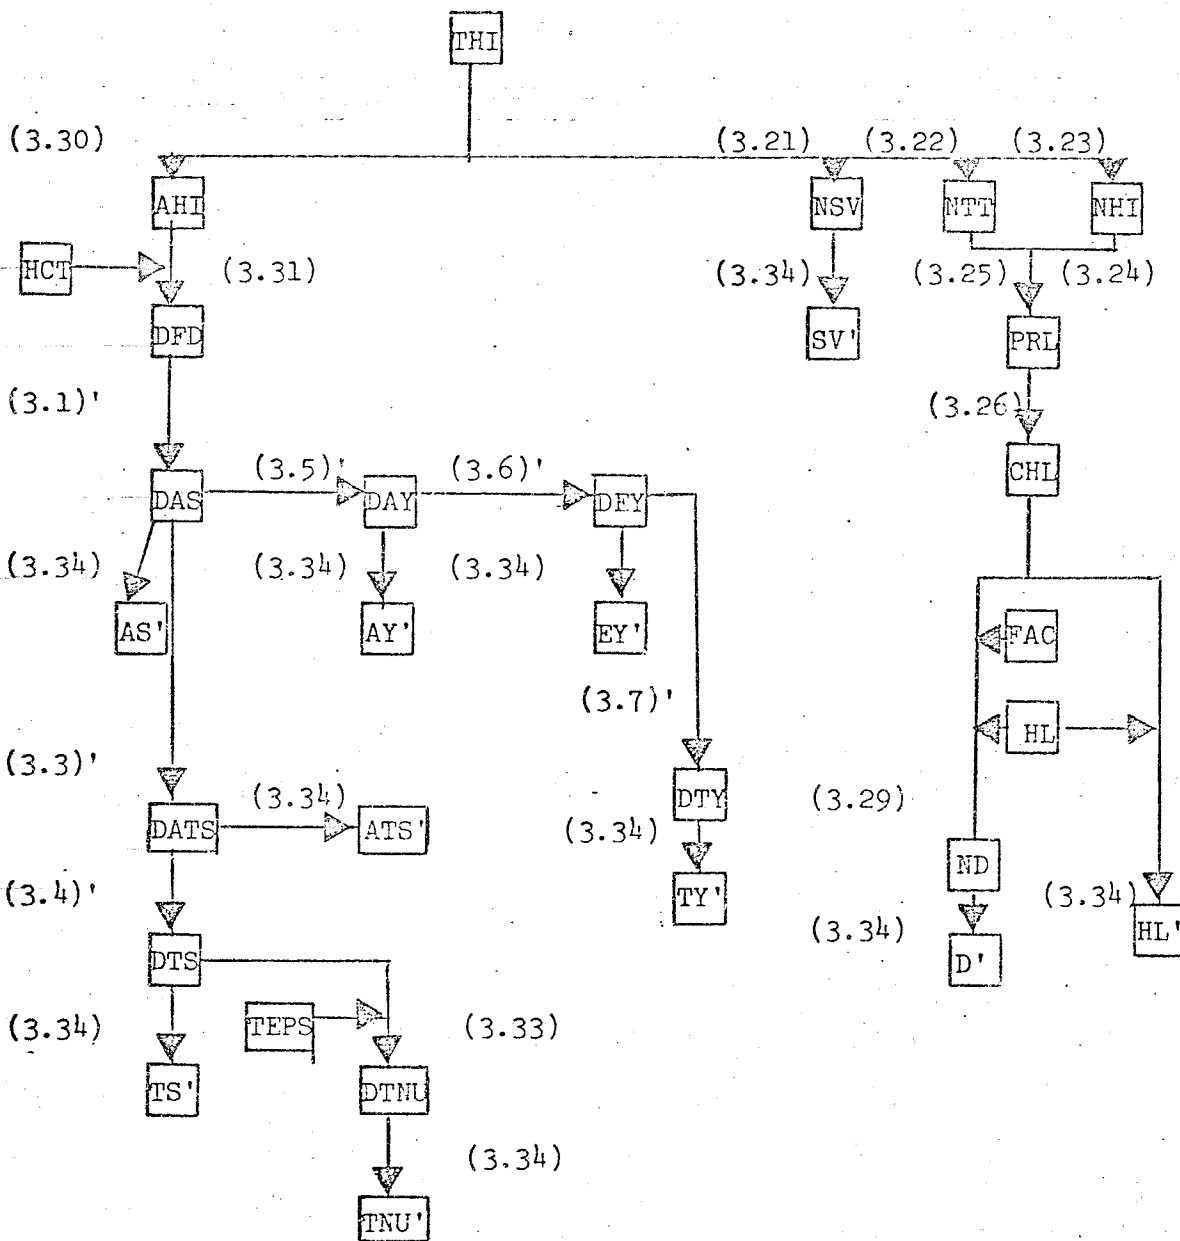 THI
(3.30) (3.21) (3.22) (3.23)
AHI NSV NTT NHI
HCT (3.31) (3.34) (3.25) (3.24)
DFD SV' PRL
(3.1)' (3.26)
DAS (3.5)' DAY (3.6)' DEY CHL
(3.34) (3.34) (3.34)
AS' AY' EY' FAC
(3.7)' HL
(3.3)'
DATS (3.34) ATS' DTY (3.29)
(3.34)
(3.4)' TY' ND (3.34)
DTS (3.34) D' HL'
(3.34) TEPS (3.33)
TS' DTNU
(3.34)
TNU'